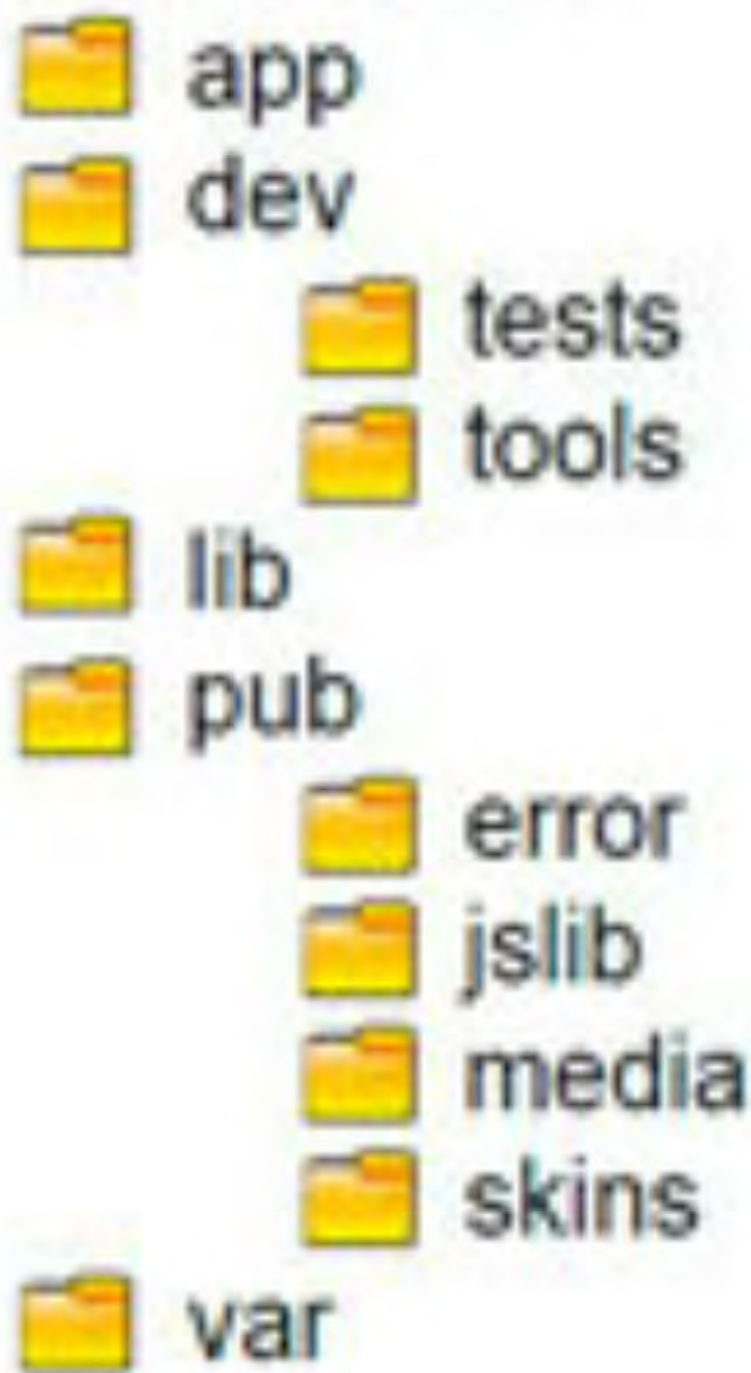 app
dev
tests
tools
lib
pub
error
jslib
media
skins
var